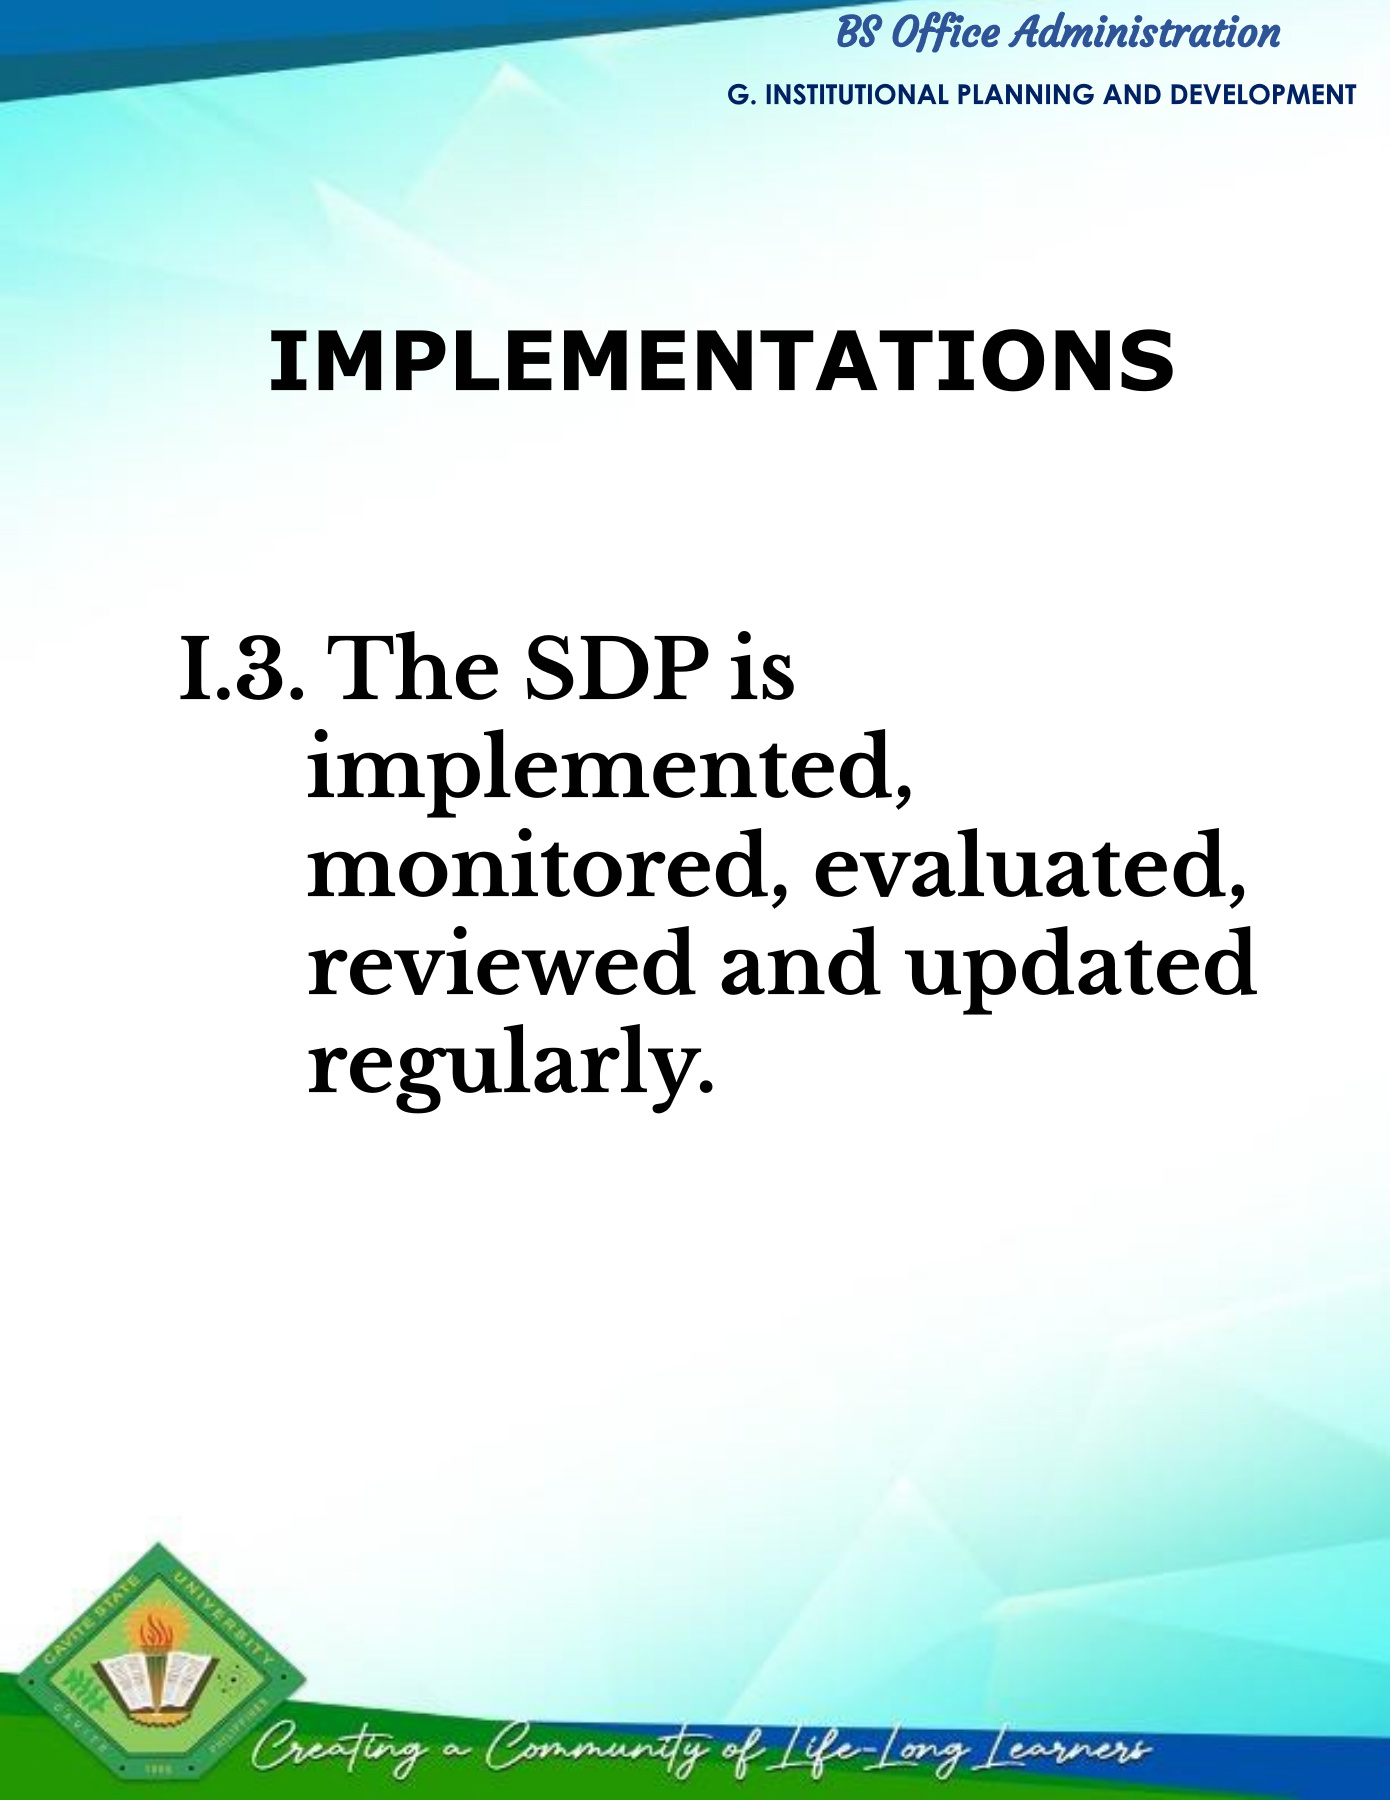 BS Office Administration
G. INSTITUTIONAL PLANNING AND DEVELOPMENT
IMPLEMENTATIONS
I.3. The SDP is
implemented,
monitored, evaluated,
reviewed and updated
regularly.
CAVITE STATE UNIVERSITY
CAVITE
PHILIPPINES
1906
Creating a Community of Life-Long Learners